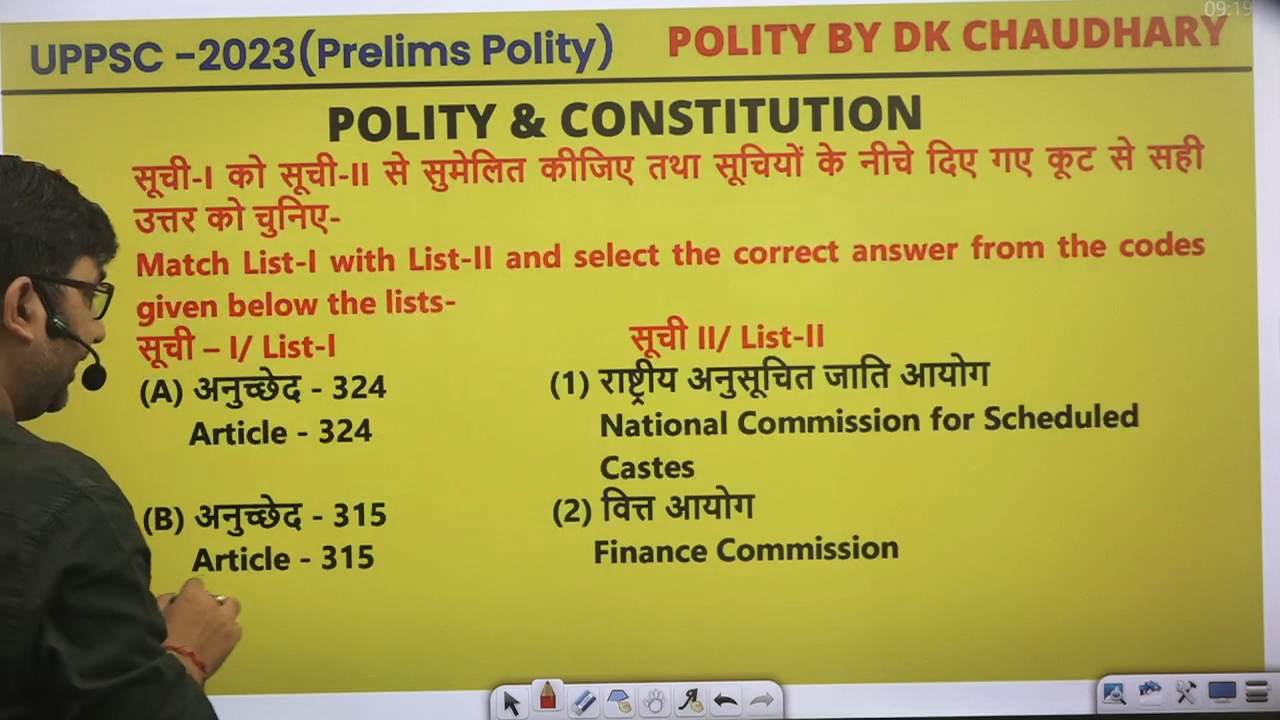 09:19
UPPSC -2023(Prelims Polity) POLITY BY DK CHAUDHARY
POLITY & CONSTITUTION
सूची-I को सूची-II से सुमेलित कीजिए तथा सूचियों के नीचे दिए गए कूट से सही
उत्तर को चुनिए-
Match List-I with List-II and select the correct answer from the codes
given below the lists-
सूची – I/ List-I सूची II/ List-II
(A) अनुच्छेद - 324 (1) राष्ट्रीय अनुसूचित जाति आयोग
Article - 324 National Commission for Scheduled
Castes
(B) अनुच्छेद - 315 (2) वित्त आयोग
Article - 315 Finance Commission